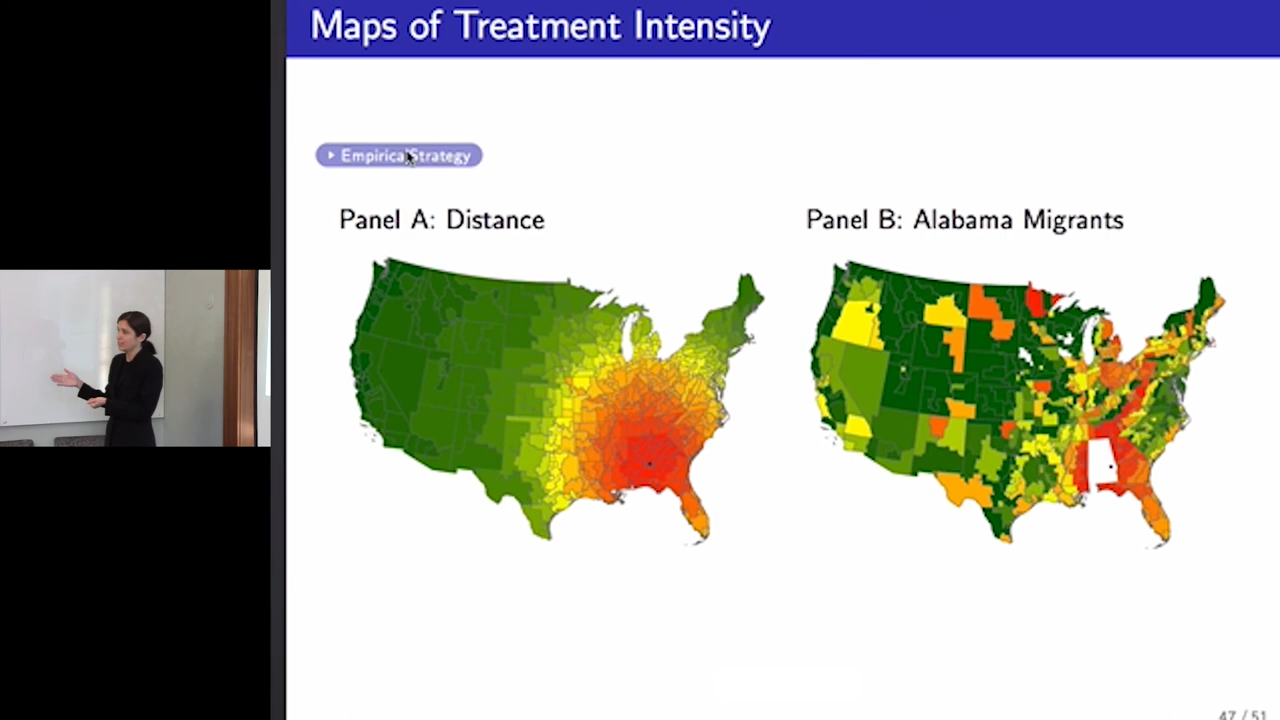 Maps of Treatment Intensity
Empirical Strategy
Panel A: Distance
Panel B: Alabama Migrants
47 / 51